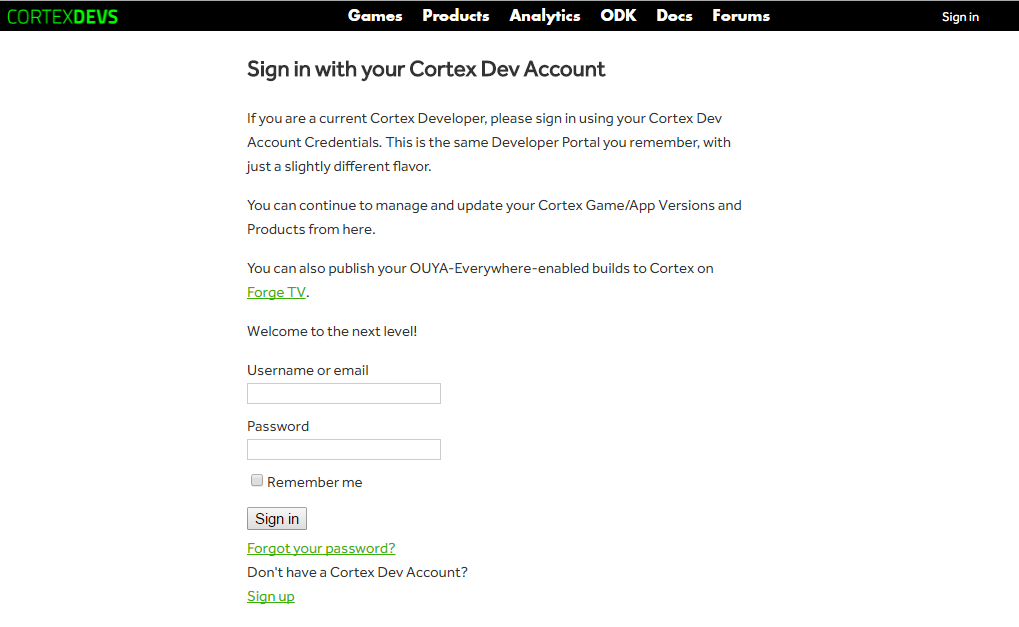 CORTEXDEVS Games Products Analytics ODK Docs Forums Sign in
Sign in with your Cortex Dev Account
If you are a current Cortex Developer, please sign in using your Cortex Dev
Account Credentials. This is the same Developer Portal you remember, with
just a slightly different flavor.
You can continue to manage and update your Cortex Game/App Versions and
Products from here.
You can also publish your OUYA-Everywhere-enabled builds to Cortex on
Forge TV.
Welcome to the next level!
Username or email
Password
Remember me
Sign in
Forgot your password?
Don't have a Cortex Dev Account?
Sign up